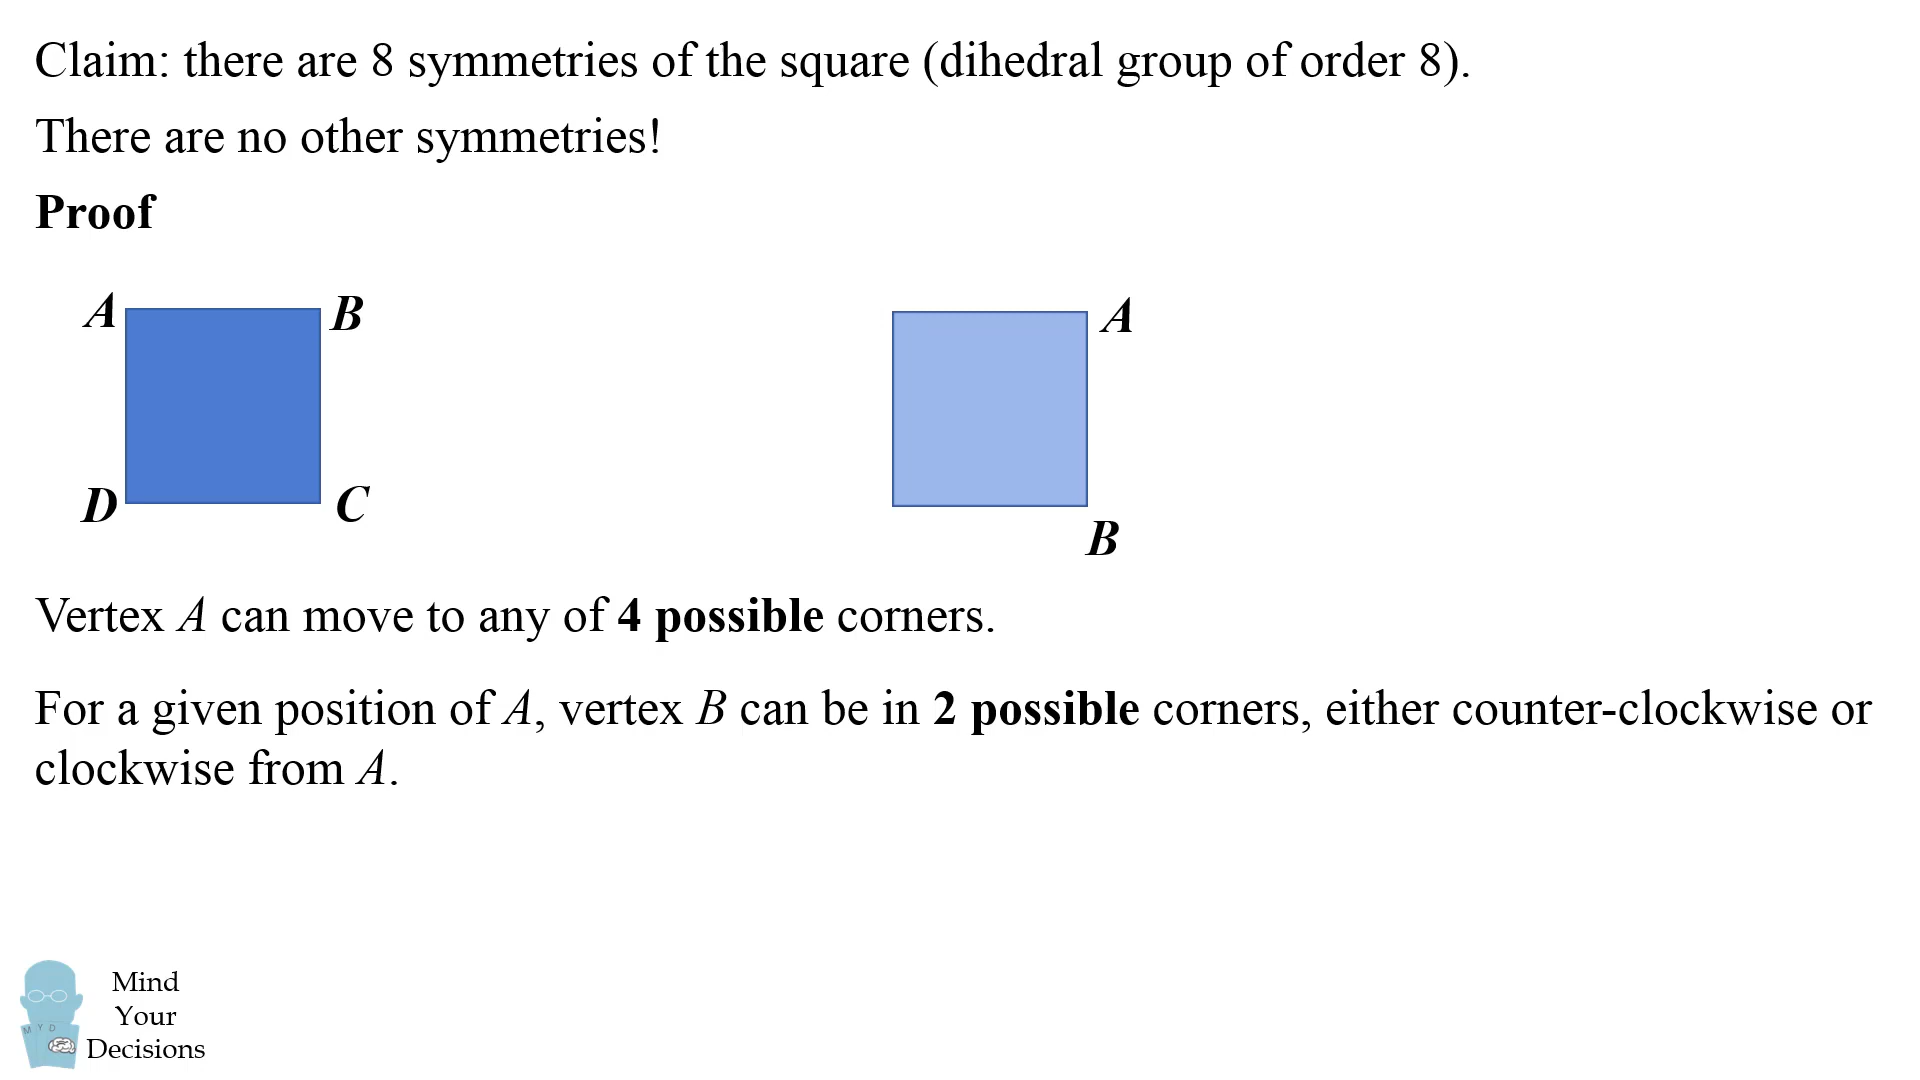 Claim: there are 8 symmetries of the square (dihedral group of order 8).
There are no other symmetries!
Proof
A B A
D C B
Vertex A can move to any of 4 possible corners.
For a given position of A, vertex B can be in 2 possible corners, either counter-clockwise or
clockwise from A.
M Y D
Mind
Your
Decisions